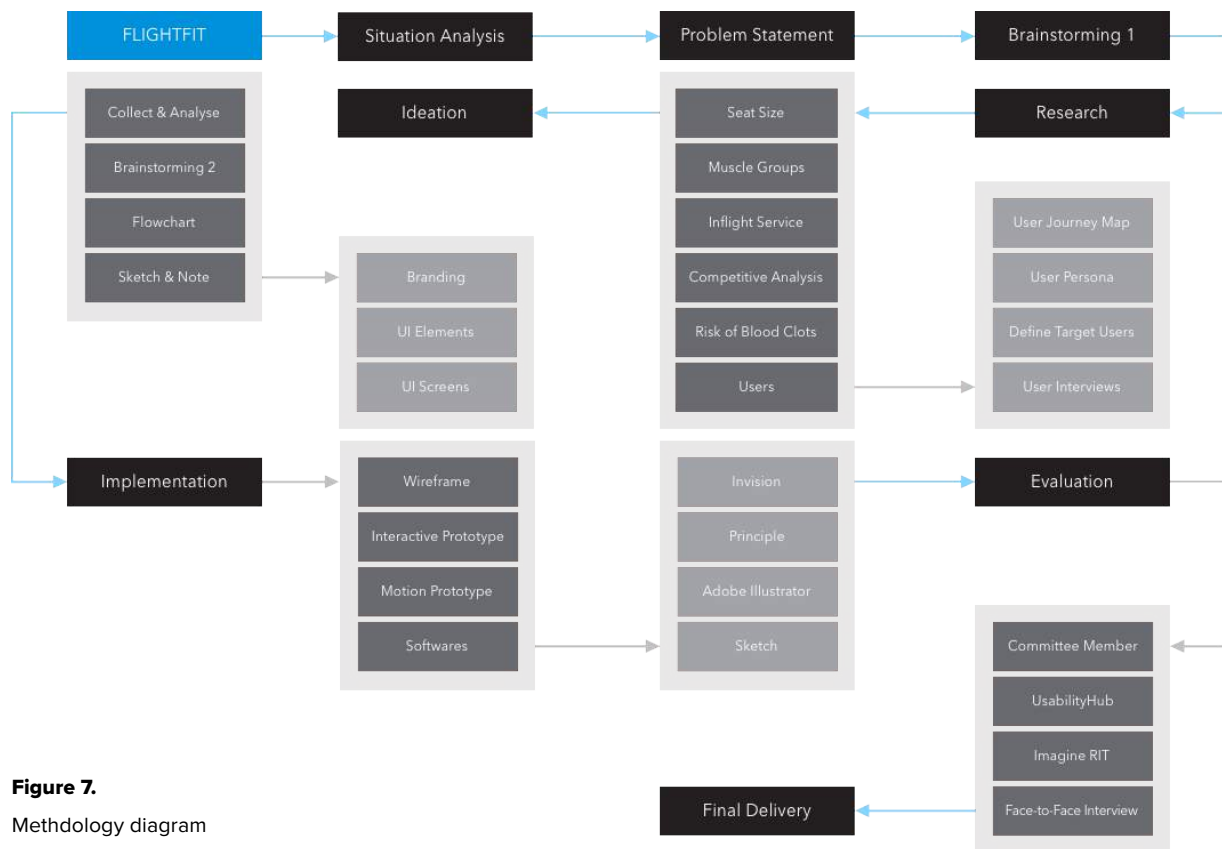 FLIGHTFIT
Situation Analysis
Problem Statement
Brainstorming 1
Collect & Analyse
Brainstorming 2
Flowchart
Sketch & Note
Ideation
Branding
UI Elements
UI Screens
Seat Size
Muscle Groups
Inflight Service
Competitive Analysis
Risk of Blood Clots
Users
Research
User Journey Map
User Persona
Define Target Users
User Interviews
Implementation
Wireframe
Interactive Prototype
Motion Prototype
Softwares
Invision
Principle
Adobe Illustrator
Sketch
Evaluation
Committee Member
UsabilityHub
Imagine RIT
Face-to-Face Interview
Final Delivery
Figure 7.
Methdology diagram